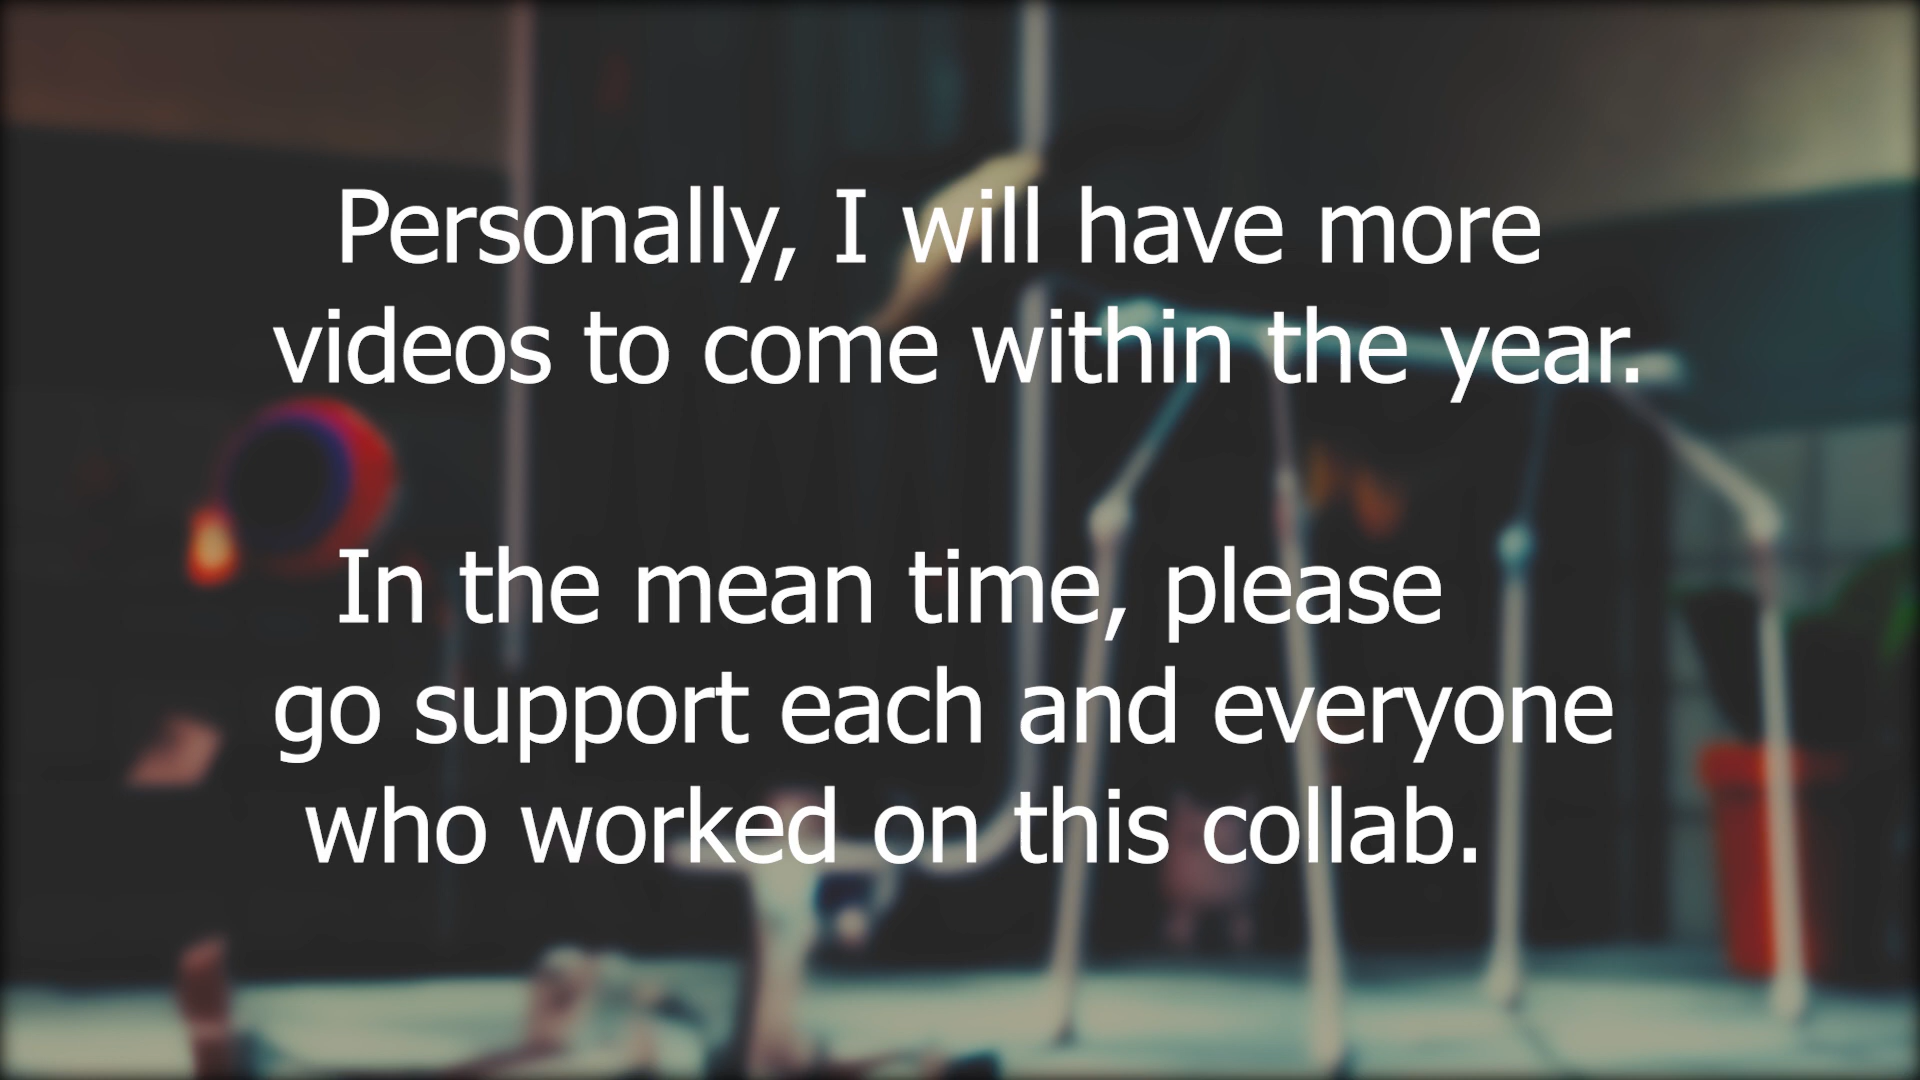 Personally, I will have more
videos to come within the year.
In the mean time, please
go support each and everyone
who worked on this collab.